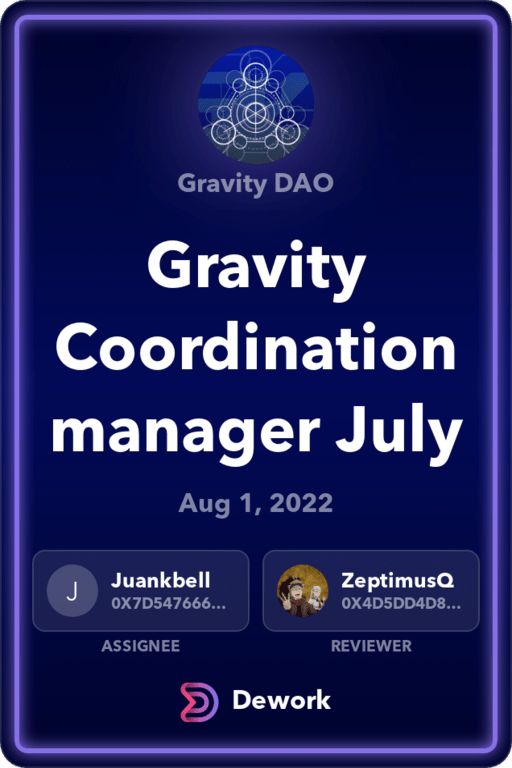 Gravity DAO
Gravity
Coordination
manager July
Aug 1, 2022
J
Juankbell
0X7D547666...
ASSIGNEE
ZeptimusQ
0X4D5DD4D8...
REVIEWER
Dework